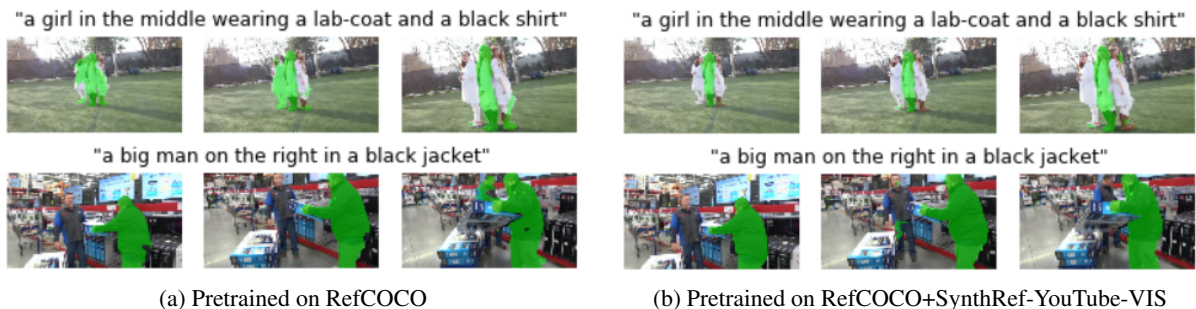 "a girl in the middle wearing a lab-coat and a black shirt"
"a big man on the right in a black jacket"
(a) Pretrained on RefCOCO
"a girl in the middle wearing a lab-coat and a black shirt"
"a big man on the right in a black jacket"
(b) Pretrained on RefCOCO+SynthRef-YouTube-VIS